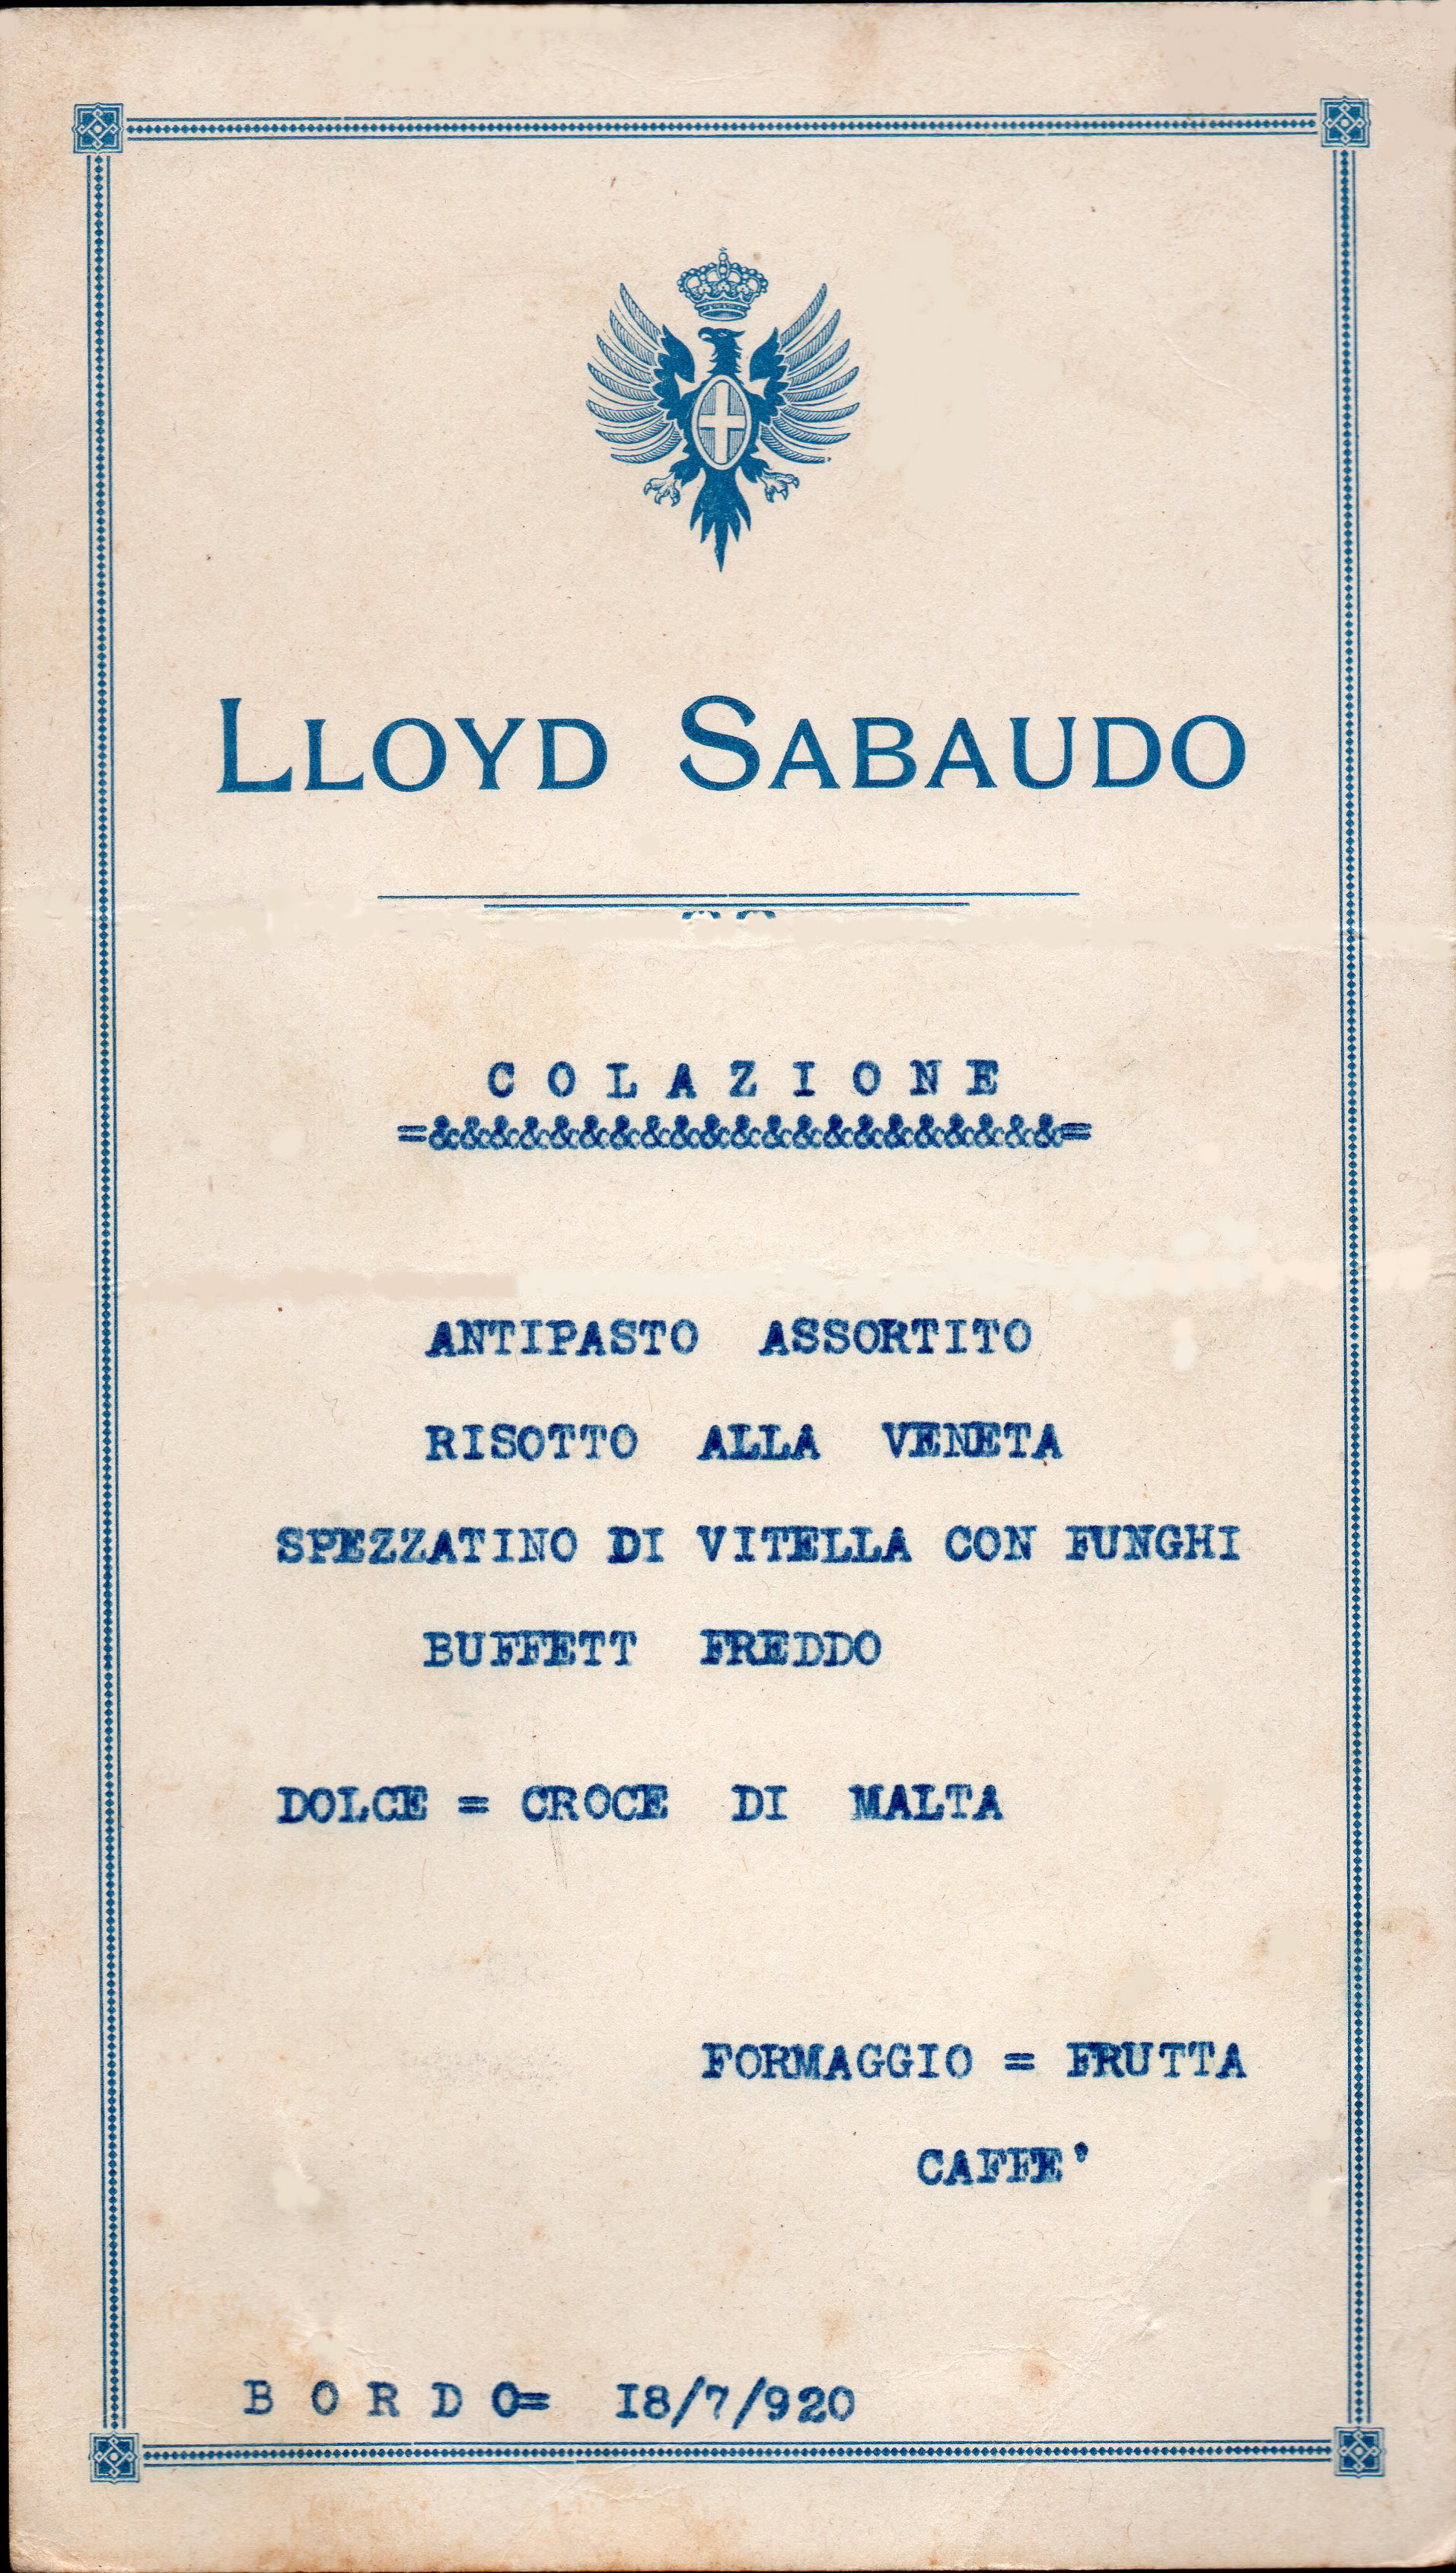 LLOYD SABAUDO
COLAZIONE
=&&&&&&&&&&&&&&&&&&&&&=
ANTIPASTO ASSORTITO
RISOTTO ALLA VENETA
SPEZZATINO DI VITELLA CON FUNGHI
BUFFETT FREDDO
DOLCE = CROCE DI MALTA
FORMAGGIO = FRUTTA
CAFFE'
BORDO= I8/7/920